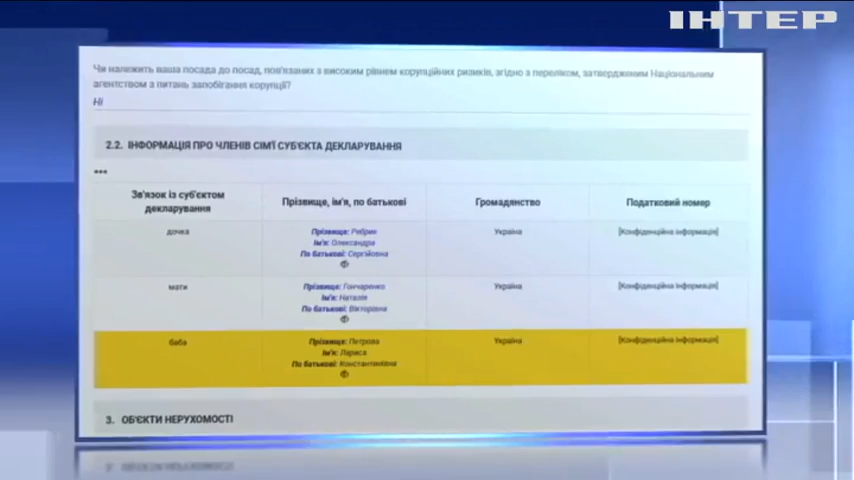 ІНТЕР
Чи належить ваша посада до посад, пов'язаних з високим рівнем корупційних ризиків, згідно з переліком, затвердженим Національним
агентством з питань запобігання корупції?
Ні
2.2. ІНФОРМАЦІЯ ПРО ЧЛЕНІВ СІМ'Ї СУБ'ЄКТА ДЕКЛАРУВАННЯ
***
Зв'язок із суб'єктом
декларування
Прізвище, ім'я, по батькові
Громадянство
Податковий номер
дочка
Прізвище: Ребрик
Ім'я: Олександра
По батькові: Сергіївна
Україна
[Конфіденційна інформація]
мати
Прізвище: Гончаренко
Ім'я: Наталія
По батькові: Вікторівна
Україна
[Конфіденційна інформація]
баба
Прізвище: Петрова
Ім'я: Лариса
По батькові: Константинівна
Україна
[Конфіденційна інформація]
3. ОБ'ЄКТИ НЕРУХОМОСТІ